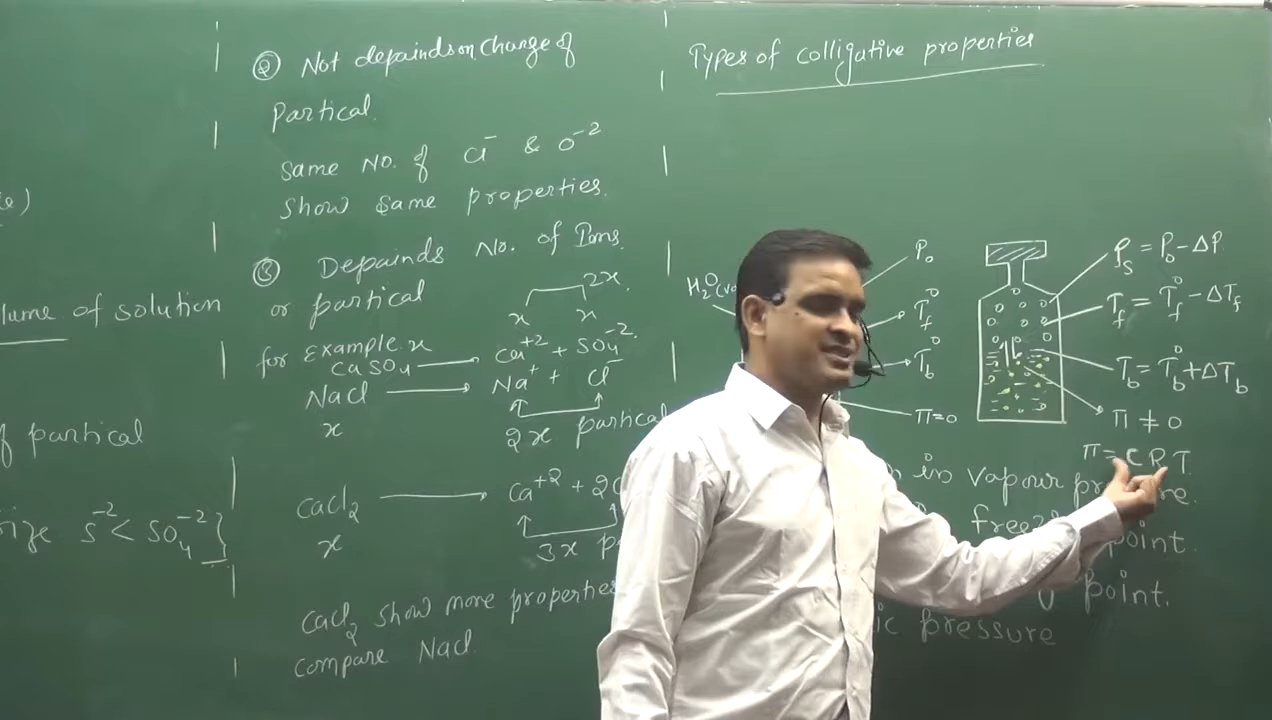 e)
lume of solution
f partical
ize s⁻² < SO₄⁻² }
② Not depainds on Change of
Partical.
Same No. of Cl⁻ & O⁻²
Show Same properties.
③ Depainds No. of Ions.
or partical
2x.
x x
for Example. x
CaSO₄ → Ca⁺² + SO₄⁻².
NaCl → Na⁺ + Cl⁻
x 2x partical
CaCl₂ → Ca⁺² + 2C
x 3x p
CaCl₂ show more properties
Compare NaCl.
Types of colligative properties
H₂O(va
P₀
T°f
T°b
π=0
Ps = P₀ - ΔP
Tf = T°f - ΔTf
Tb = T°b + ΔTb
π ≠ 0
π = CRT
in vapour pr re.
freez point.
point.
ic pressure